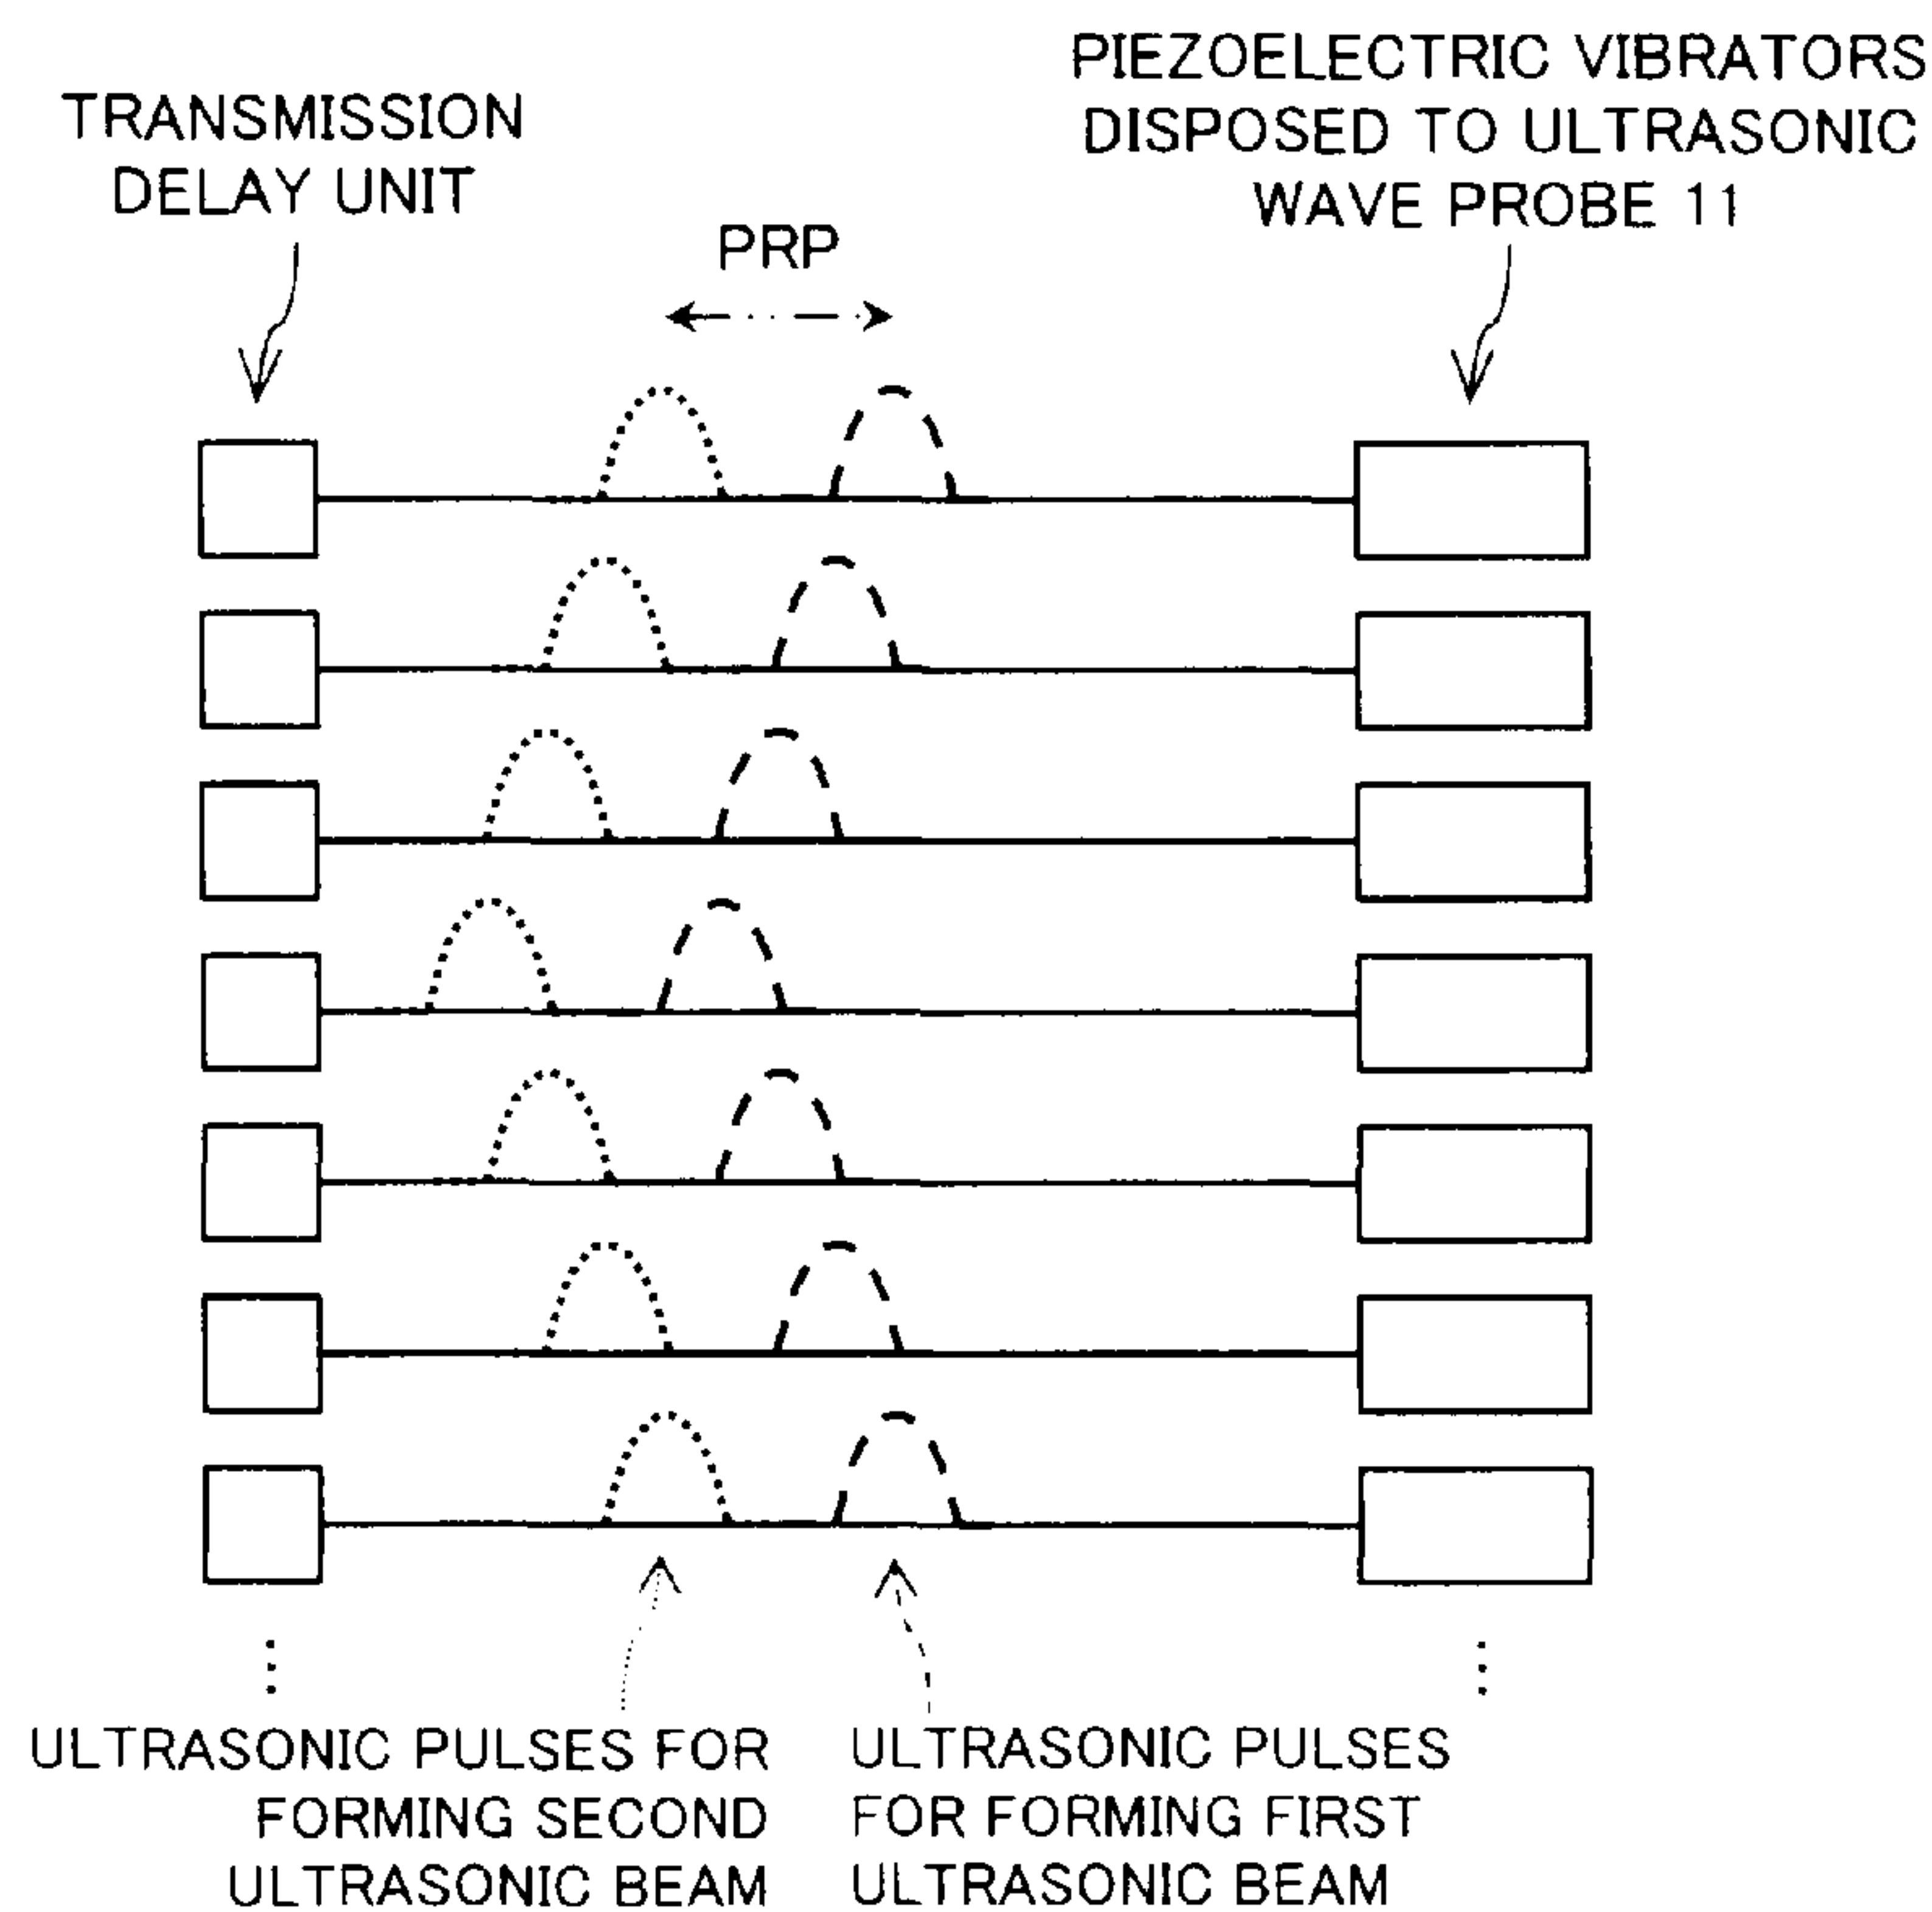 TRANSMISSION
DELAY UNIT
PRP
PIEZOELECTRIC VIBRATORS
DISPOSED TO ULTRASONIC
WAVE PROBE 11
ULTRASONIC PULSES FOR
FORMING SECOND
ULTRASONIC BEAM
ULTRASONIC PULSES
FOR FORMING FIRST
ULTRASONIC BEAM